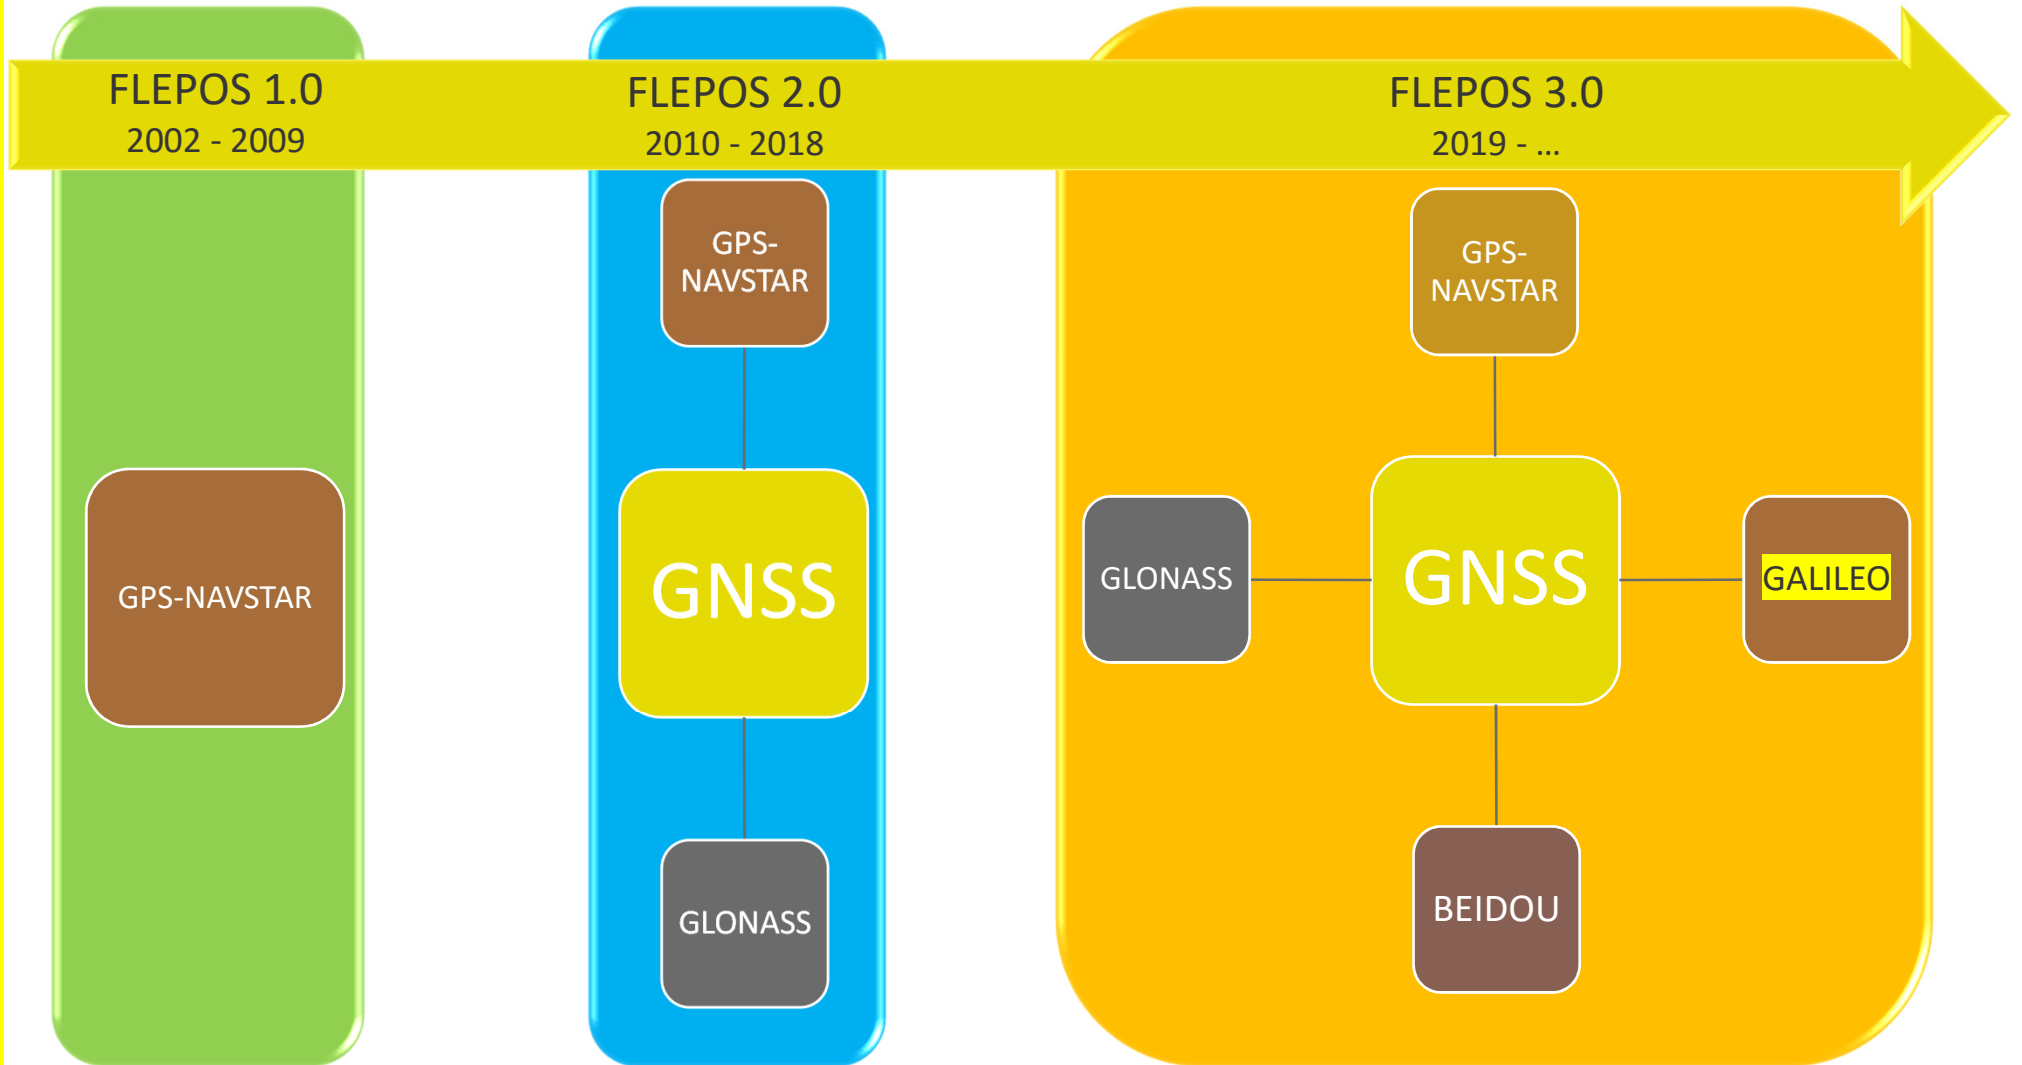 FLEPOS 1.0
2002 - 2009
FLEPOS 2.0
2010 - 2018
FLEPOS 3.0
2019 - ...
GPS-NAVSTAR
GPS-
NAVSTAR
GNSS
GLONASS
GPS-
NAVSTAR
GLONASS
GNSS
GALILEO
BEIDOU